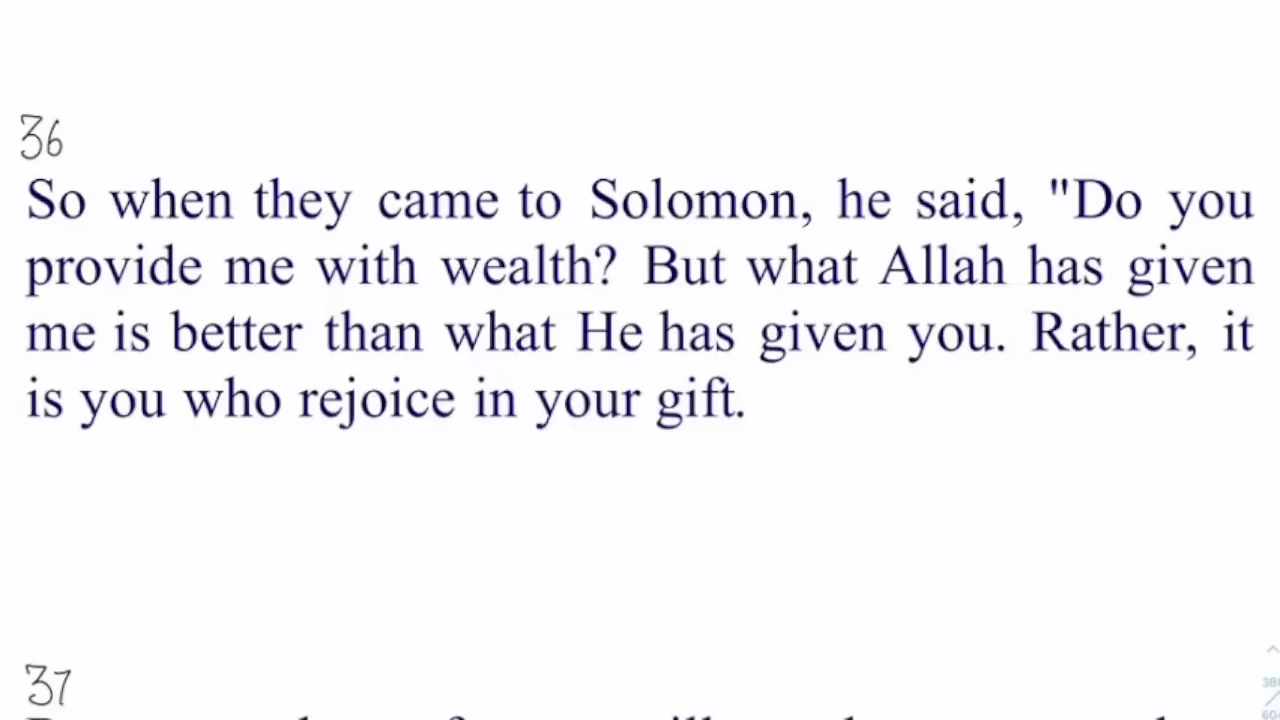 36
So when they came to Solomon, he said, "Do you
provide me with wealth? But what Allah has given
me is better than what He has given you. Rather, it
is you who rejoice in your gift.
37